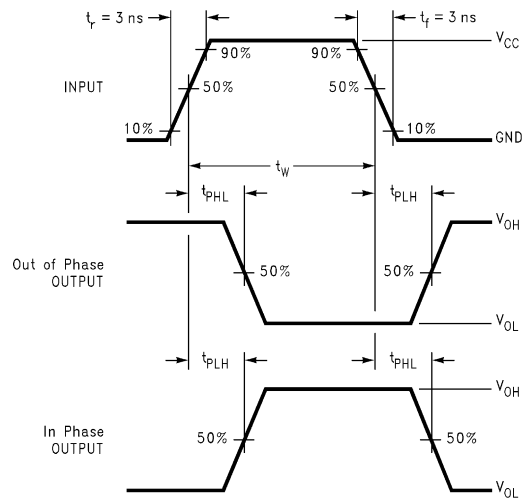 t_r = 3 ns
t_f = 3 ns
V_CC
90%
90%
INPUT
50%
50%
10%
10%
GND
t_W
t_PHL
t_PLH
V_OH
Out of Phase
OUTPUT
50%
50%
V_OL
t_PLH
t_PHL
V_OH
In Phase
OUTPUT
50%
50%
V_OL